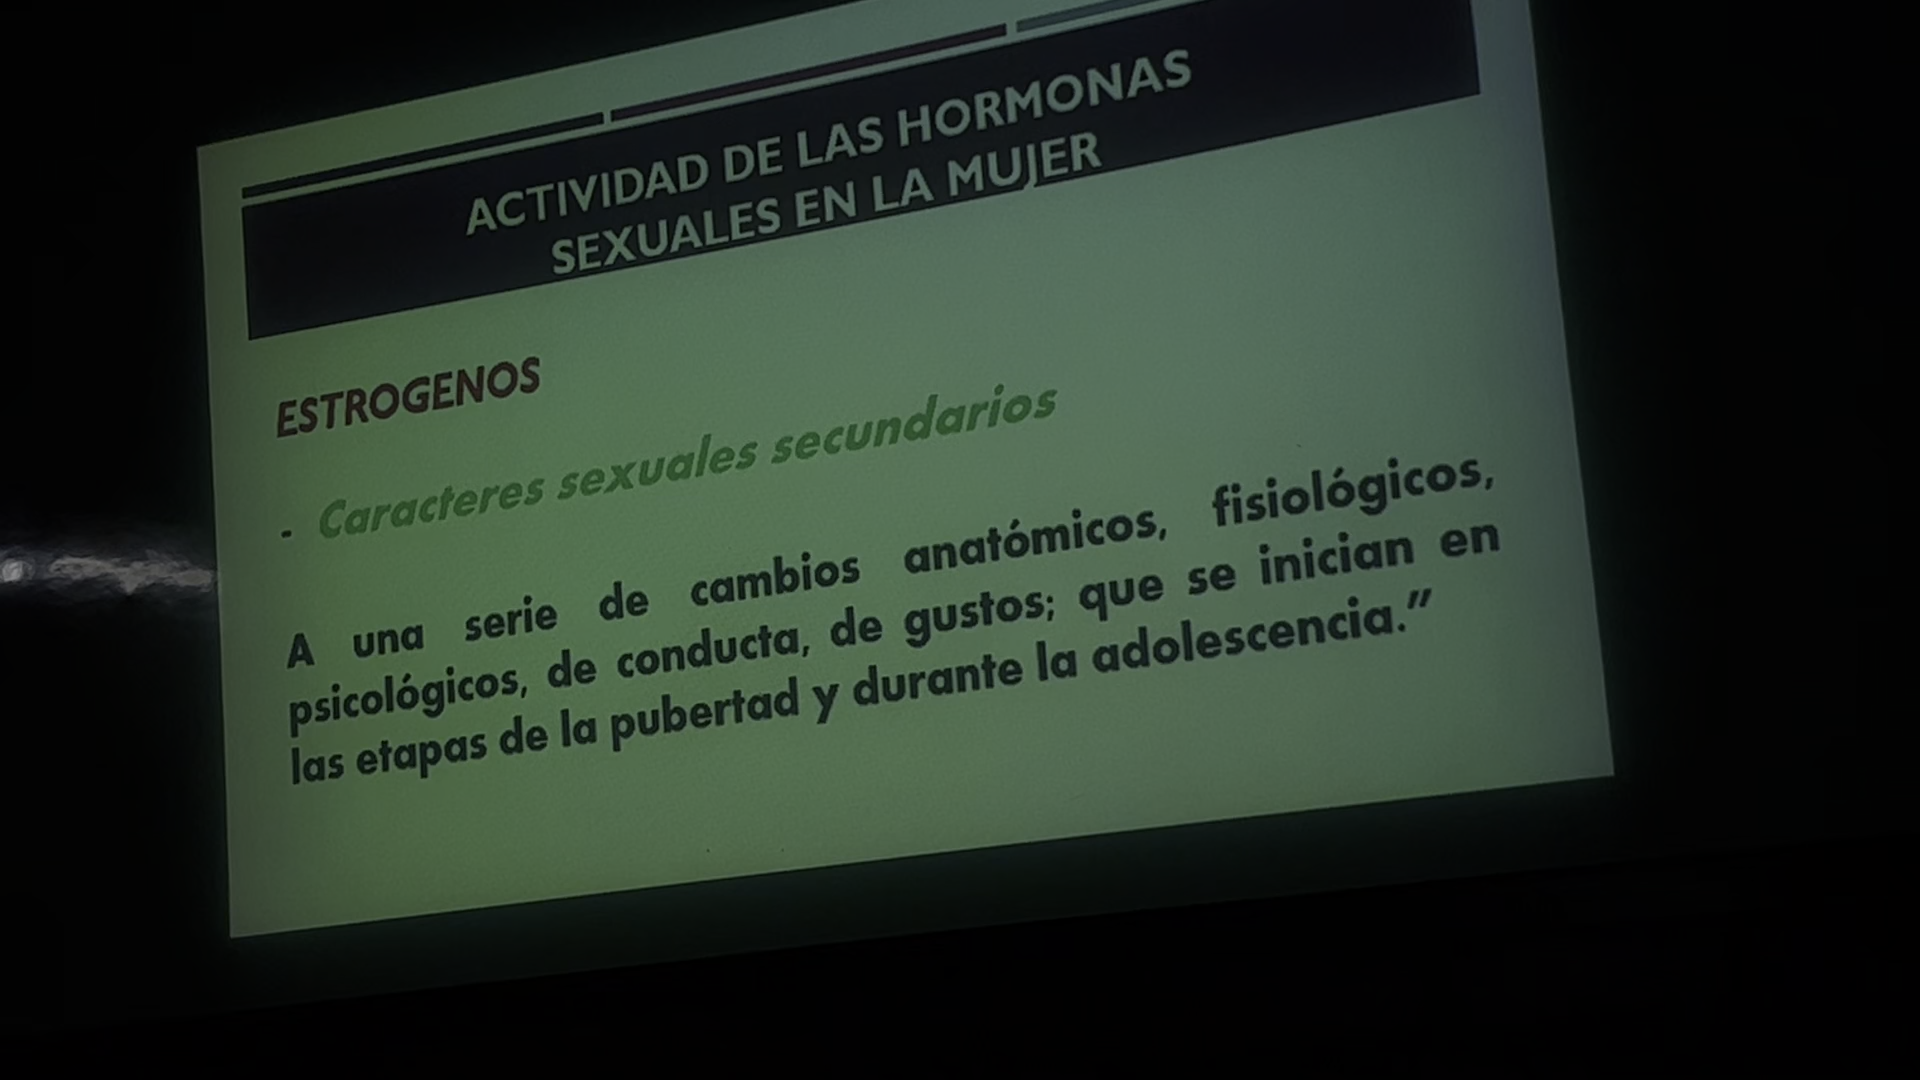 ACTIVIDAD DE LAS HORMONAS
SEXUALES EN LA MUJER
ESTROGENOS
- Caracteres sexuales secundarios
A una serie de cambios anatómicos, fisiológicos,
psicológicos, de conducta, de gustos; que se inician en
las etapas de la pubertad y durante la adolescencia.”